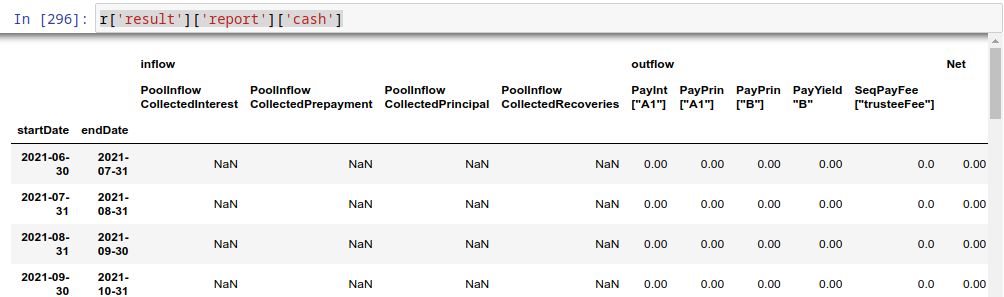 In [296]: r['result']['report']['cash']
inflow outflow Net
PoolInflow PoolInflow PoolInflow PoolInflow PayInt PayPrin PayPrin PayYield SeqPayFee
CollectedInterest CollectedPrepayment CollectedPrincipal CollectedRecoveries ["A1"] ["A1"] ["B"] "B" ["trusteeFee"]
startDate endDate
2021-06- 2021-
30 07-31 NaN NaN NaN NaN 0.00 0.00 0.00 0.00 0.0 0.00
2021-07- 2021-
31 08-31 NaN NaN NaN NaN 0.00 0.00 0.00 0.00 0.0 0.00
2021-08- 2021-
31 09-30 NaN NaN NaN NaN 0.00 0.00 0.00 0.00 0.0 0.00
2021-09- 2021-
30 10-31 NaN NaN NaN NaN 0.00 0.00 0.00 0.00 0.0 0.00